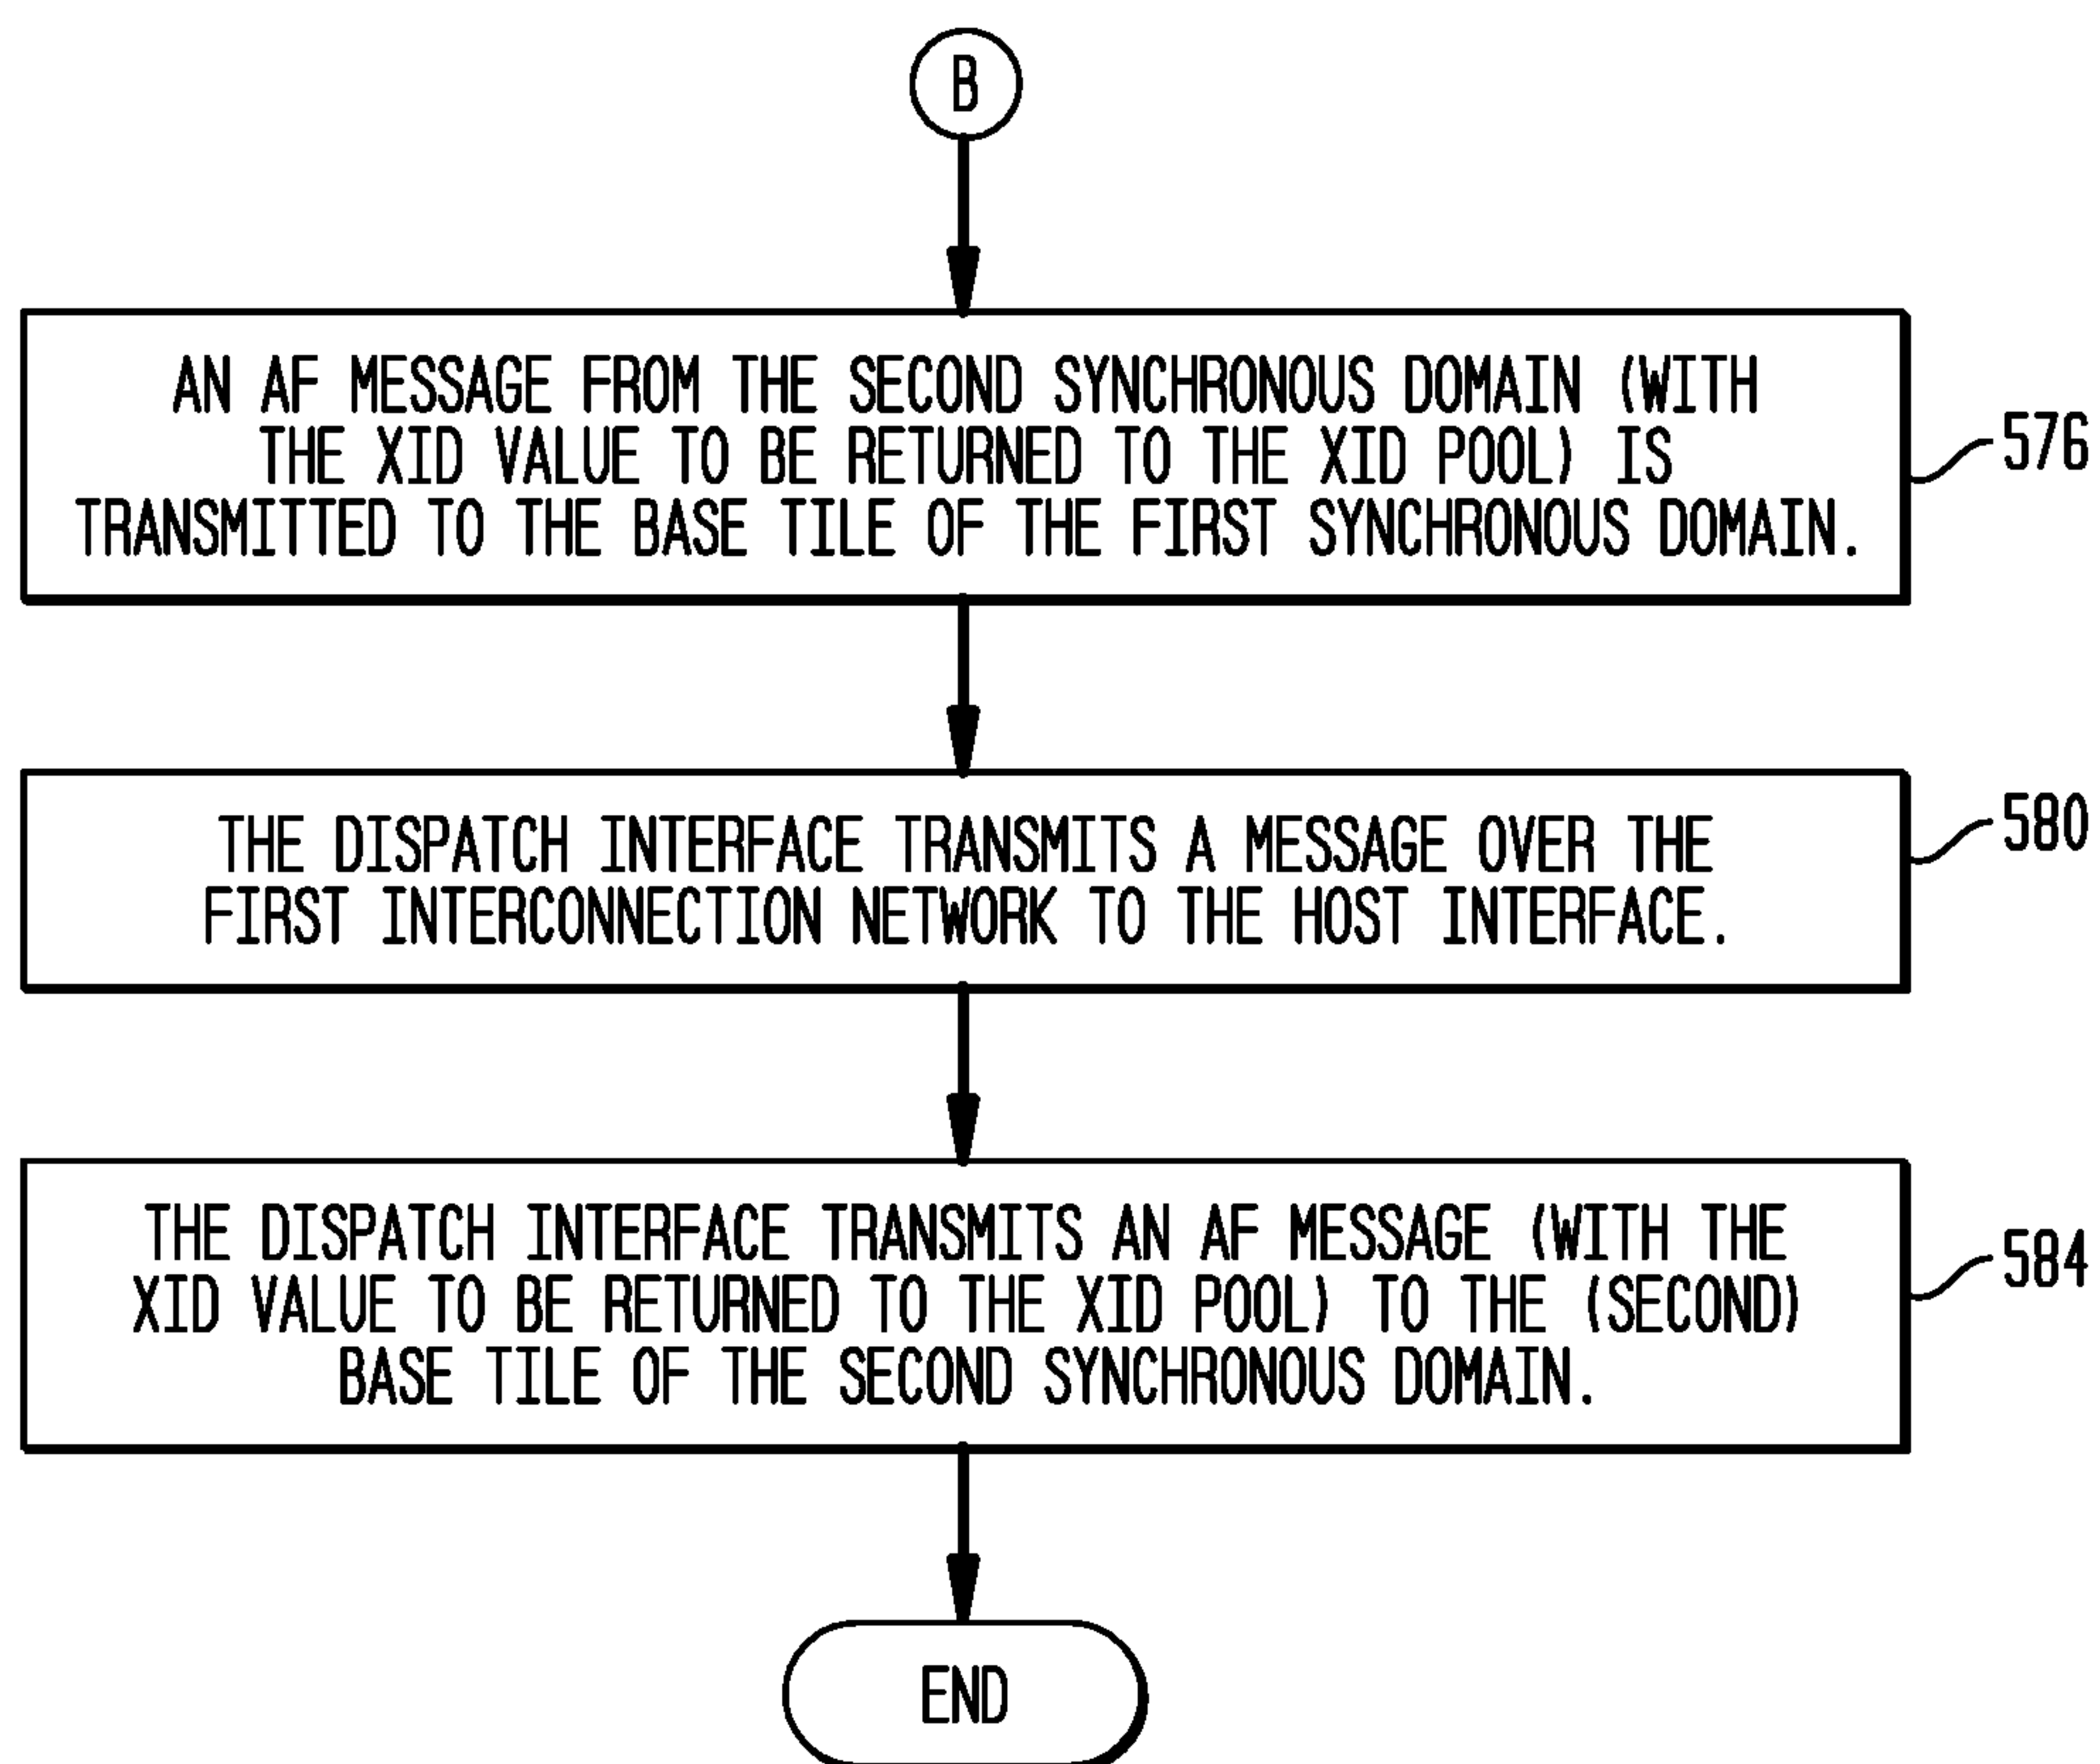 B
AN AF MESSAGE FROM THE SECOND SYNCHRONOUS DOMAIN (WITH
THE XID VALUE TO BE RETURNED TO THE XID POOL) IS
TRANSMITTED TO THE BASE TILE OF THE FIRST SYNCHRONOUS DOMAIN.
576
THE DISPATCH INTERFACE TRANSMITS A MESSAGE OVER THE
FIRST INTERCONNECTION NETWORK TO THE HOST INTERFACE.
580
THE DISPATCH INTERFACE TRANSMITS AN AF MESSAGE (WITH THE
XID VALUE TO BE RETURNED TO THE XID POOL) TO THE (SECOND)
BASE TILE OF THE SECOND SYNCHRONOUS DOMAIN.
584
END